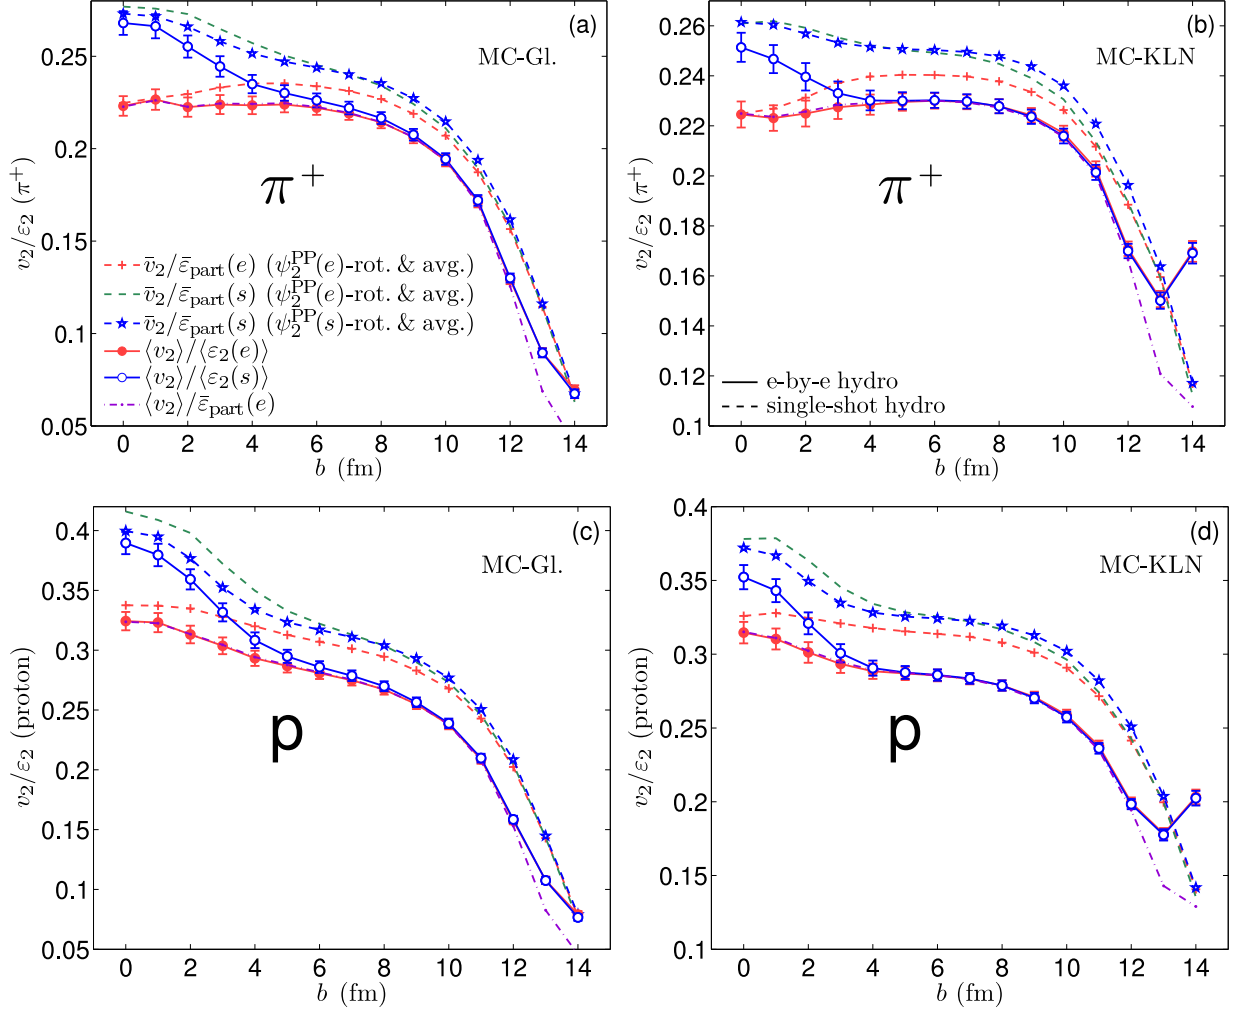 (a)
MC-Gl.
π⁺
v̄₂/ε̄part(e) (ψ₂^PP(e)-rot. & avg.)
v̄₂/ε̄part(s) (ψ₂^PP(e)-rot. & avg.)
v̄₂/ε̄part(s) (ψ₂^PP(s)-rot. & avg.)
⟨v₂⟩/⟨ε₂(e)⟩
⟨v₂⟩/⟨ε₂(s)⟩
⟨v₂⟩/ε̄part(e)
0.25
0.2
0.15
0.1
0.05
v₂/ε₂ (π⁺)
0 2 4 6 8 10 12 14
b (fm)
(b)
MC-KLN
π⁺
e-by-e hydro
single-shot hydro
0.26
0.24
0.22
0.2
0.18
0.16
0.14
0.12
0.1
v₂/ε₂ (π⁺)
0 2 4 6 8 10 12 14
b (fm)
(c)
MC-Gl.
p
0.4
0.35
0.3
0.25
0.2
0.15
0.1
0.05
v₂/ε₂ (proton)
0 2 4 6 8 10 12 14
b (fm)
(d)
MC-KLN
p
0.4
0.35
0.3
0.25
0.2
0.15
0.1
v₂/ε₂ (proton)
0 2 4 6 8 10 12 14
b (fm)